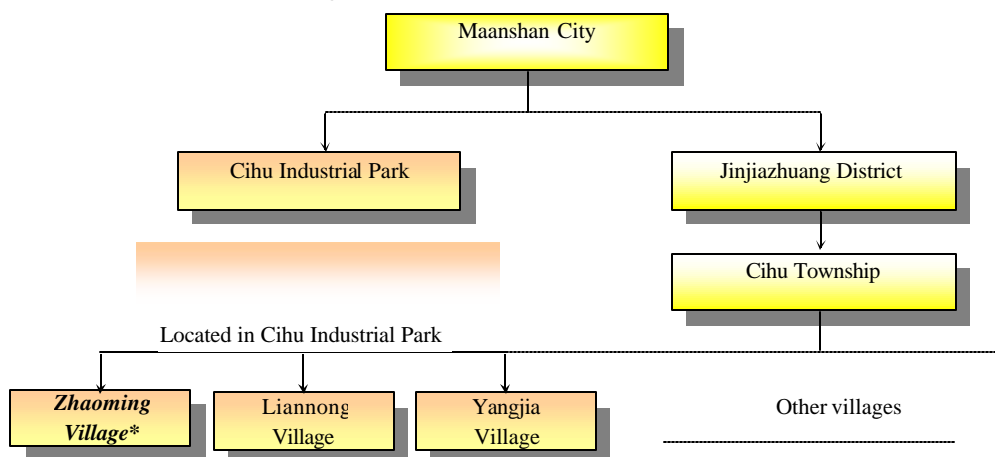 Maanshan City
Cihu Industrial Park
Jinjiazhuang District
Cihu Township
Located in Cihu Industrial Park
Zhaoming
Village*
Liannong
Village
Yangjia
Village
Other villages